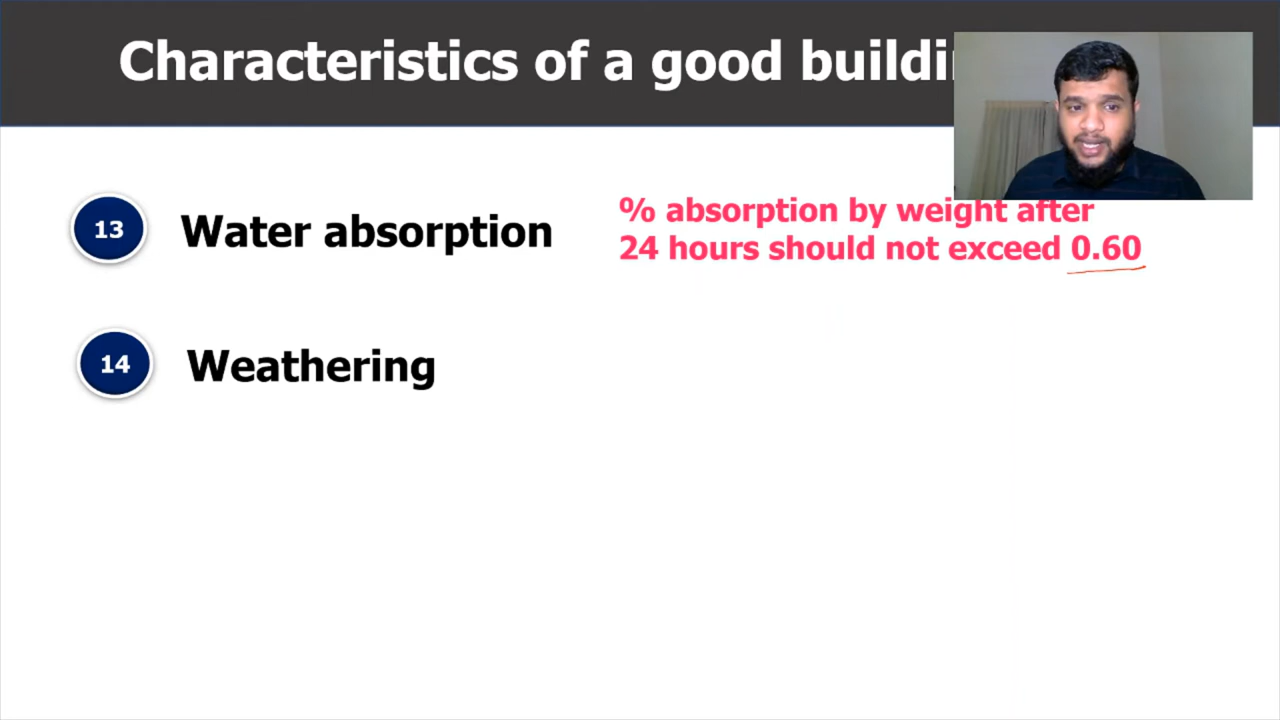 Characteristics of a good
13
Water absorption
% absorption by weight after
24 hours should not exceed 0.60
14
Weathering